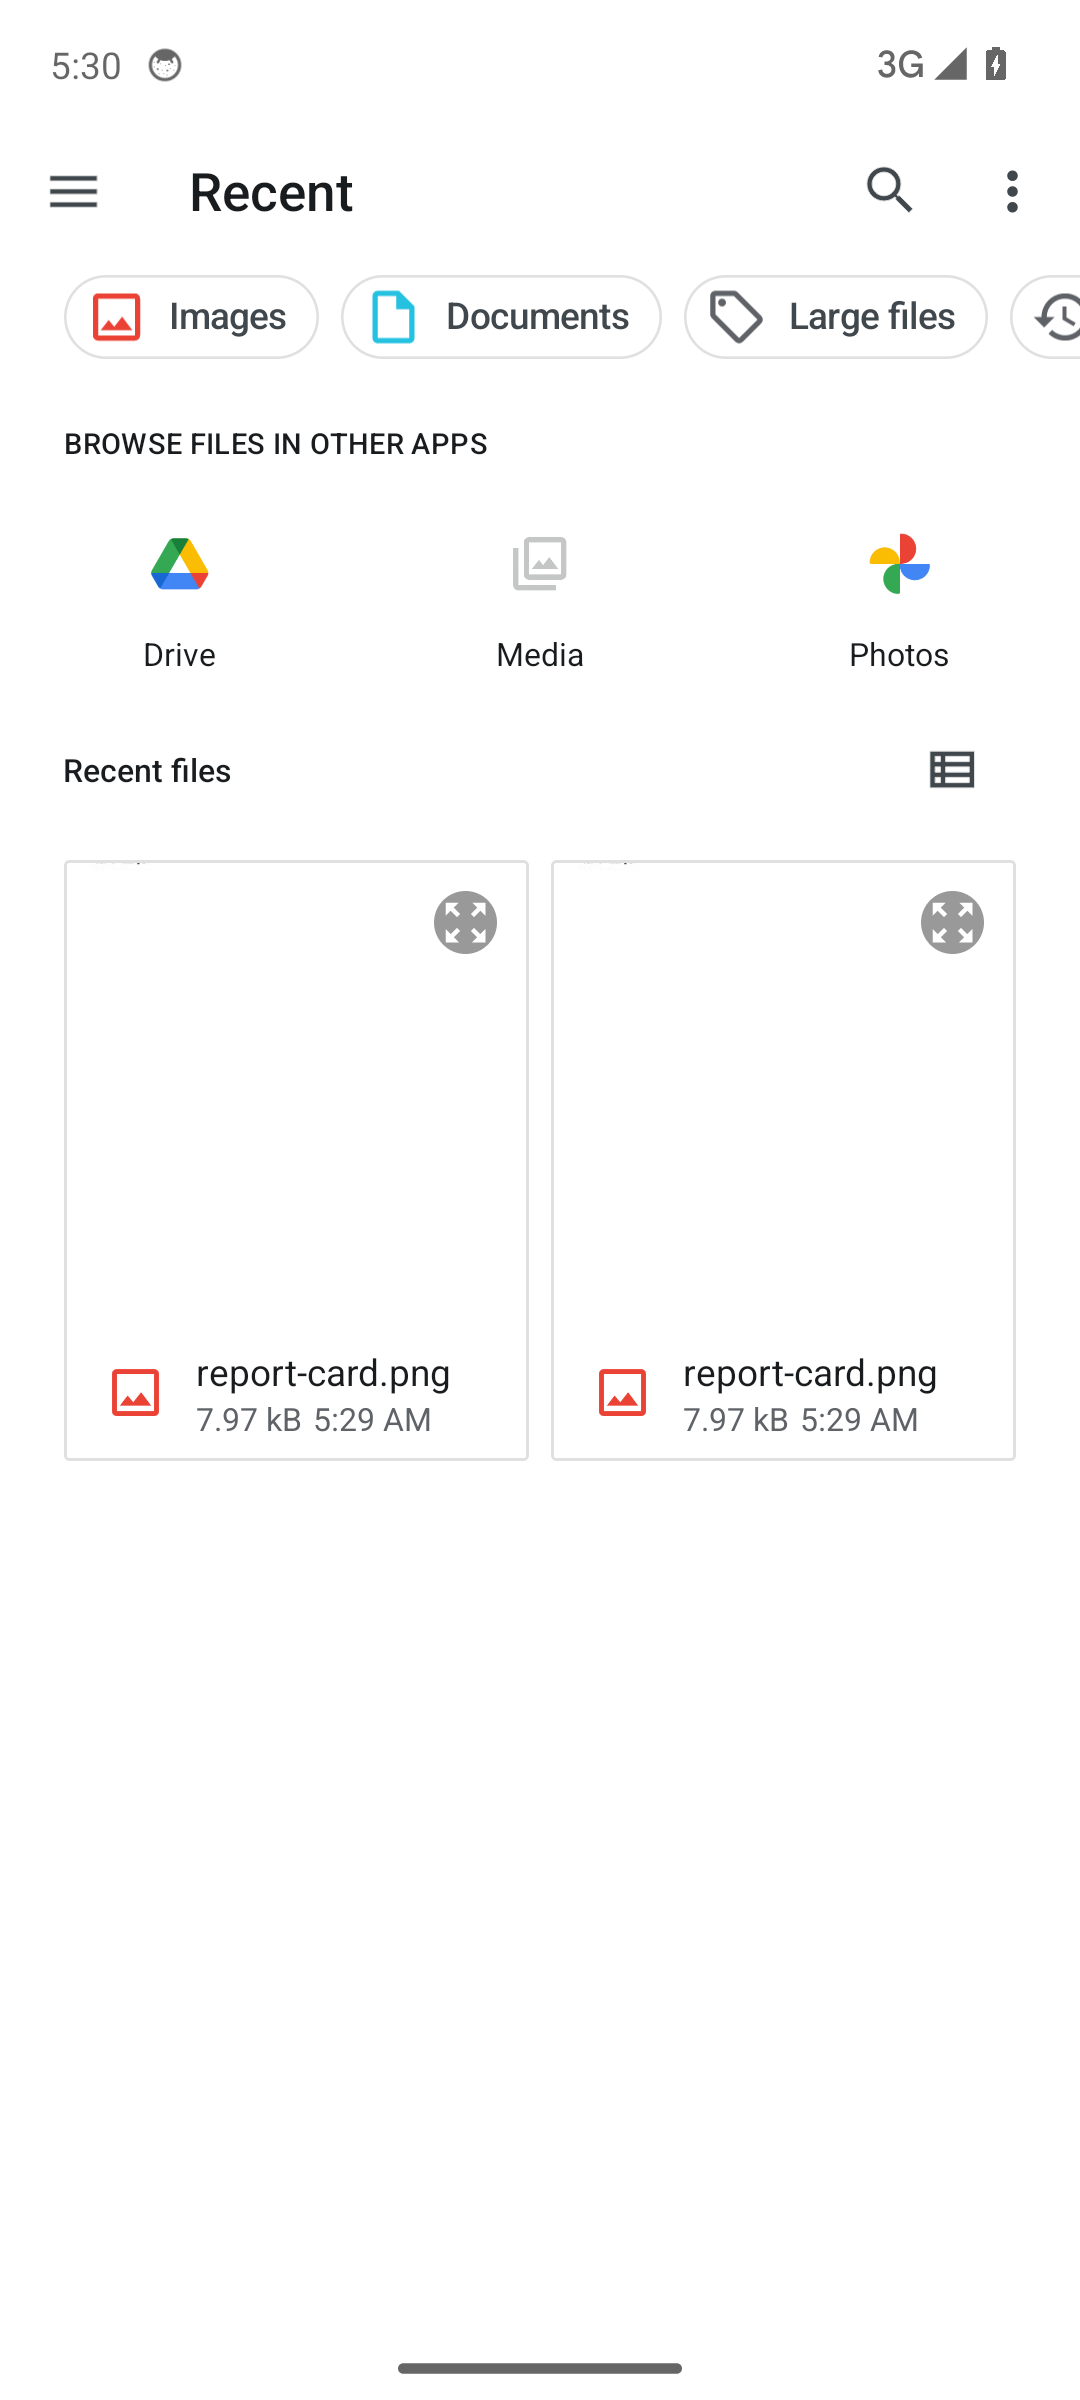 5:30
3G
Recent
Images
Documents
Large files
BROWSE FILES IN OTHER APPS
Drive
Media
Photos
Recent files
report-card.png
7.97 kB 5:29 AM
report-card.png
7.97 kB 5:29 AM